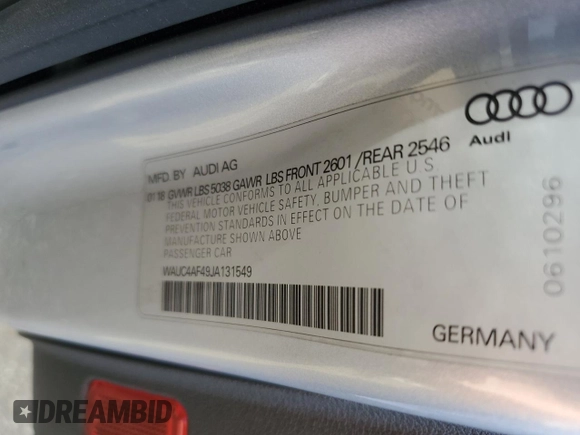 Audi
MFD. BY AUDI AG
01 18 GVWR LBS 5038 GAWR LBS FRONT 2601 / REAR 2546
THIS VEHICLE CONFORMS TO ALL APPLICABLE U S
FEDERAL MOTOR VEHICLE SAFETY, BUMPER AND THEFT
PREVENTION STANDARDS IN EFFECT ON THE DATE OF
MANUFACTURE SHOWN ABOVE
PASSENGER CAR
WAUC4AF49JA131549
0610296
GERMANY
DREAMBID